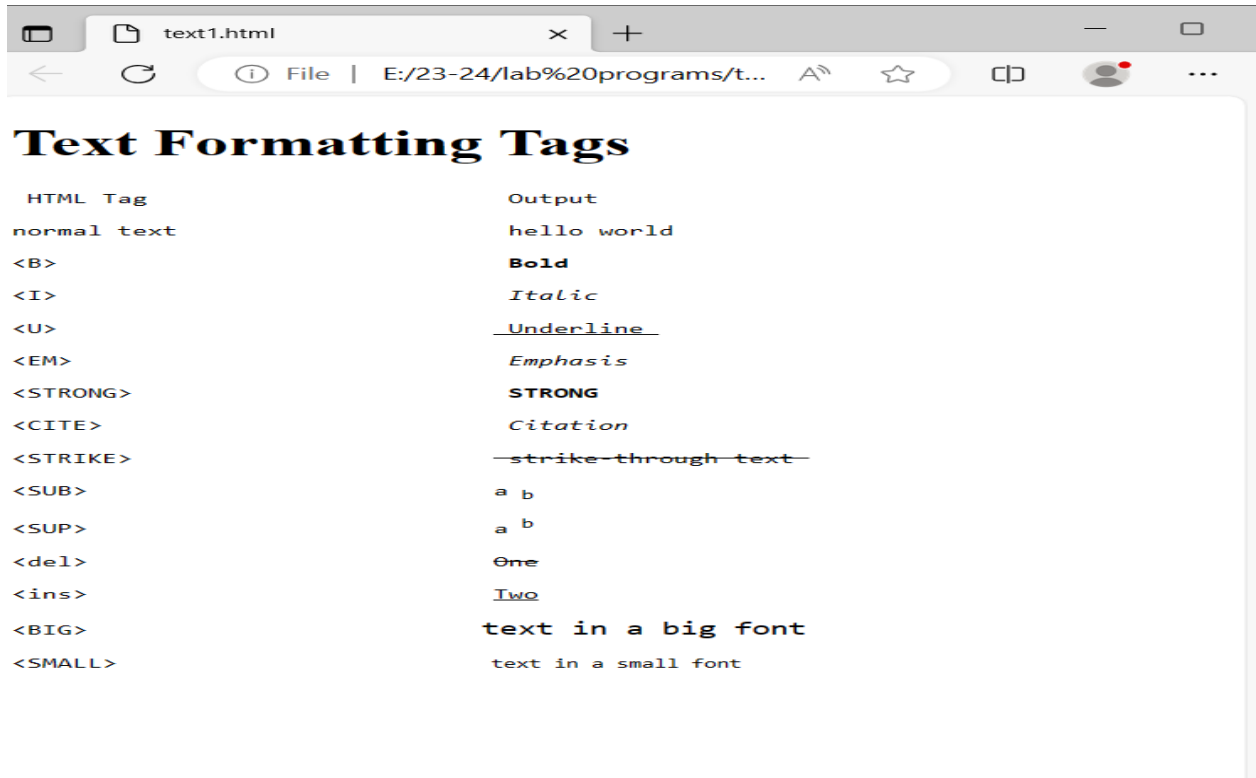 text1.html
File | E:/23-24/lab%20programs/t...
Text Formatting Tags
HTML Tag Output
normal text hello world
<B> Bold
<I> Italic
<U> Underline
<EM> Emphasis
<STRONG> STRONG
<CITE> Citation
<STRIKE> strike-through text
<SUB> a b
<SUP> a b
<del> One
<ins> Two
<BIG> text in a big font
<SMALL> text in a small font